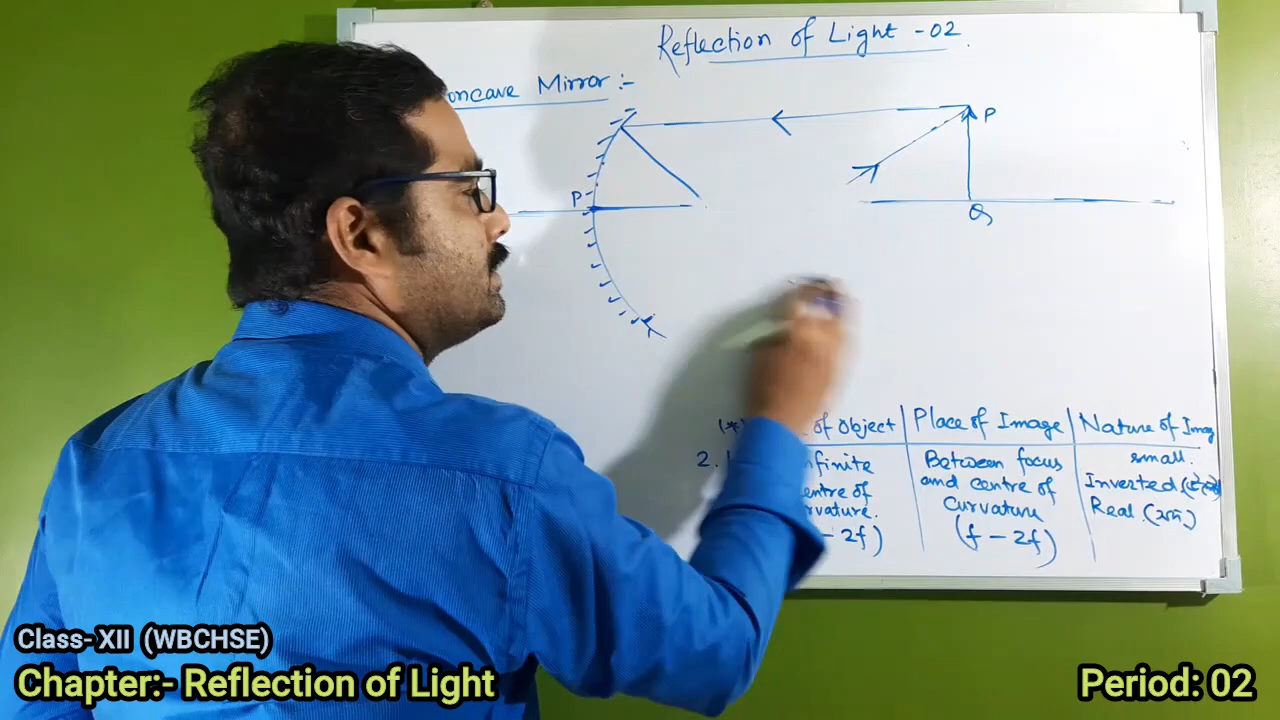 Reflection of Light -02.
oncave Mirror :-
P
P
Q
of Object | Place of Image | Nature of Imag
2.
nfinite
entre of
rvature.
- 2f)
Between focus
and centre of
curvature
(f - 2f)
small.
Inverted
Real.
Class- XII (WBCHSE)
Chapter:- Reflection of Light
Period: 02